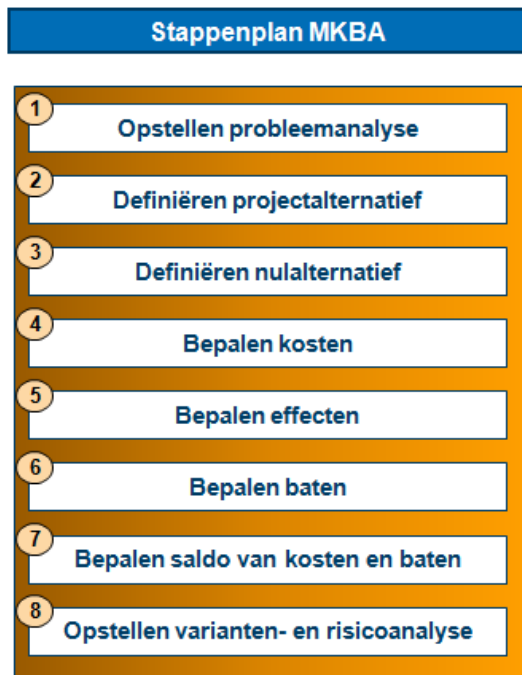 Stappenplan MKBA
1
Opstellen probleemanalyse
2
Definiëren projectalternatief
3
Definiëren nulalternatief
4
Bepalen kosten
5
Bepalen effecten
6
Bepalen baten
7
Bepalen saldo van kosten en baten
8
Opstellen varianten- en risicoanalyse